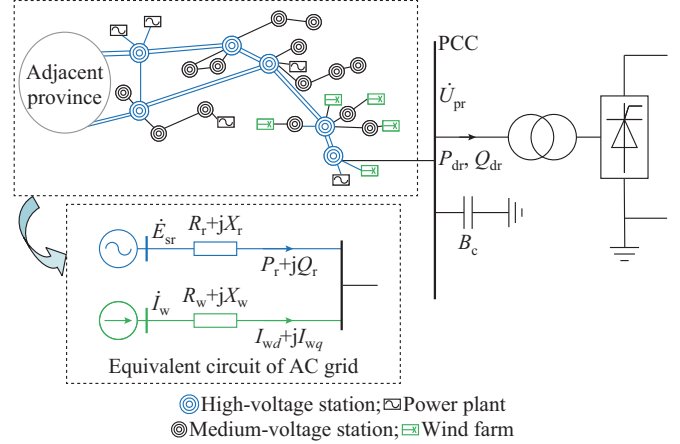 Adjacent
province
PCC
U̇pr
Pdr, Qdr
Bc
Ėsr
Rr+jXr
Pr+jQr
İw
Rw+jXw
Iwd+jIwq
Equivalent circuit of AC grid
High-voltage station; Power plant
Medium-voltage station; Wind farm